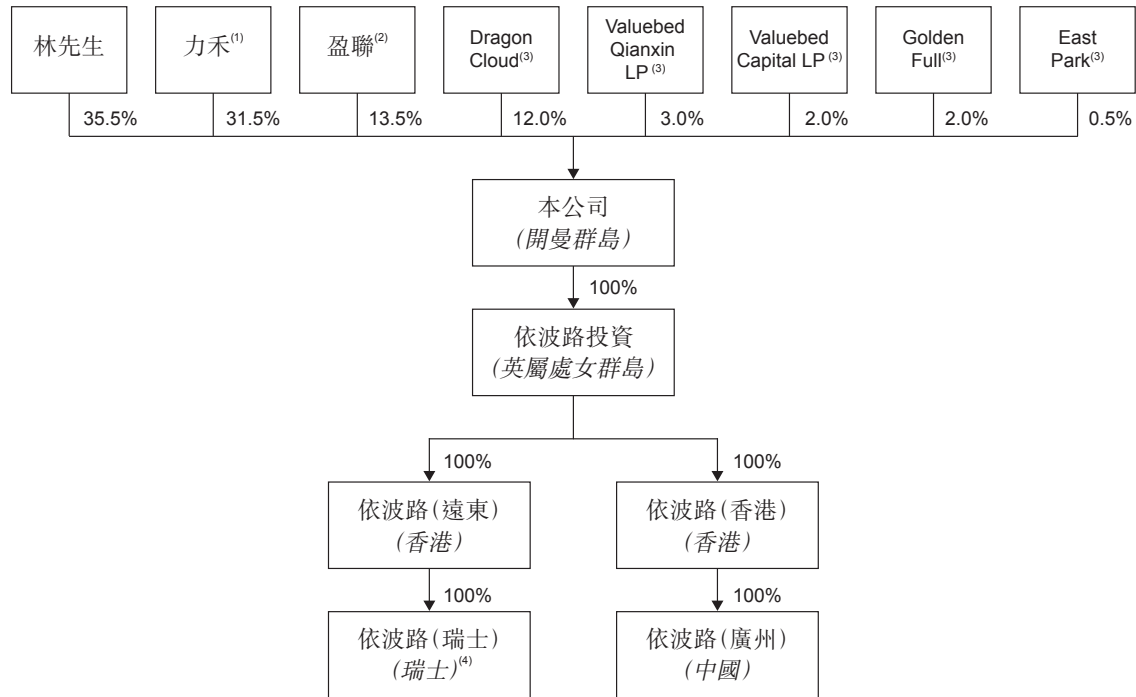 林先生
力禾(1)
盈聯(2)
Dragon
Cloud(3)
Valuebed
Qianxin
LP (3)
Valuebed
Capital LP (3)
Golden
Full(3)
East
Park(3)
35.5%
31.5%
13.5%
12.0%
3.0%
2.0%
2.0%
0.5%
本公司
(開曼群島)
100%
依波路投資
(英屬處女群島)
100%
100%
依波路(遠東)
(香港)
依波路(香港)
(香港)
100%
100%
依波路(瑞士)
(瑞士)(4)
依波路(廣州)
(中國)